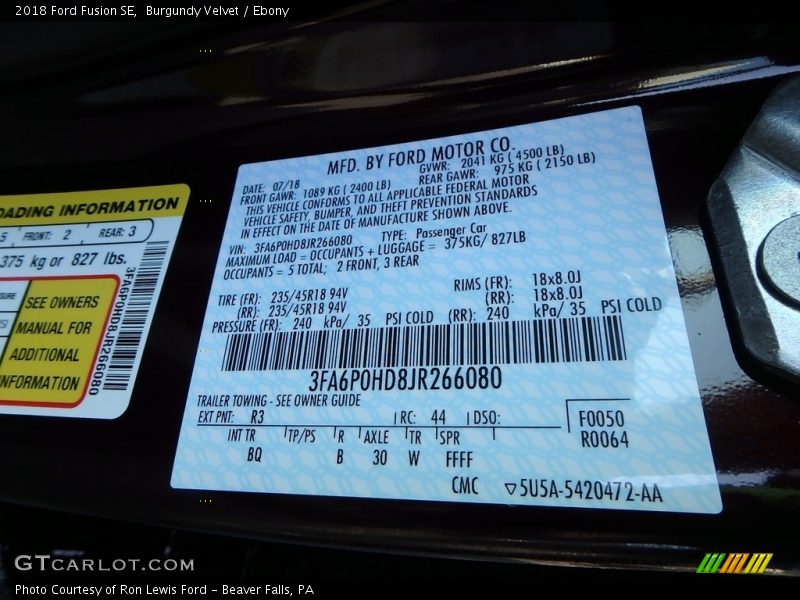 2018 Ford Fusion SE,  Burgundy Velvet / Ebony
OADING INFORMATION
5 FRONT: 2 REAR: 3
375 kg or 827 lbs.
SEE OWNERS
MANUAL FOR
ADDITIONAL
INFORMATION
3FA6P0HD8JR266080
MFD. BY FORD MOTOR CO.
DATE: 07/18 GVWR: 2041 KG ( 4500 LB)
FRONT GAWR: 1089 KG ( 2400 LB) REAR GAWR: 975 KG ( 2150 LB)
THIS VEHICLE CONFORMS TO ALL APPLICABLE FEDERAL MOTOR
VEHICLE SAFETY, BUMPER, AND THEFT PREVENTION STANDARDS
IN EFFECT ON THE DATE OF MANUFACTURE SHOWN ABOVE.
VIN: 3FA6P0HD8JR266080 TYPE: Passenger Car
MAXIMUM LOAD = OCCUPANTS + LUGGAGE = 375KG/ 827LB
OCCUPANTS = 5 TOTAL; 2 FRONT, 3 REAR
TIRE (FR): 235/45R18 94V RIMS (FR): 18x8.0J
(RR): 235/45R18 94V (RR): 18x8.0J
PRESSURE (FR): 240 kPa/ 35 PSI COLD (RR): 240 kPa/ 35 PSI COLD
3FA6P0HD8JR266080
TRAILER TOWING - SEE OWNER GUIDE
EXT PNT: R3 RC: 44 DSO: F0050
R0064
INT TR TP/PS R AXLE TR SPR
BQ B 30 W FFFF
CMC ▽5U5A-5420472-AA
GTCARLOT.COM
Photo Courtesy of Ron Lewis Ford – Beaver Falls, PA